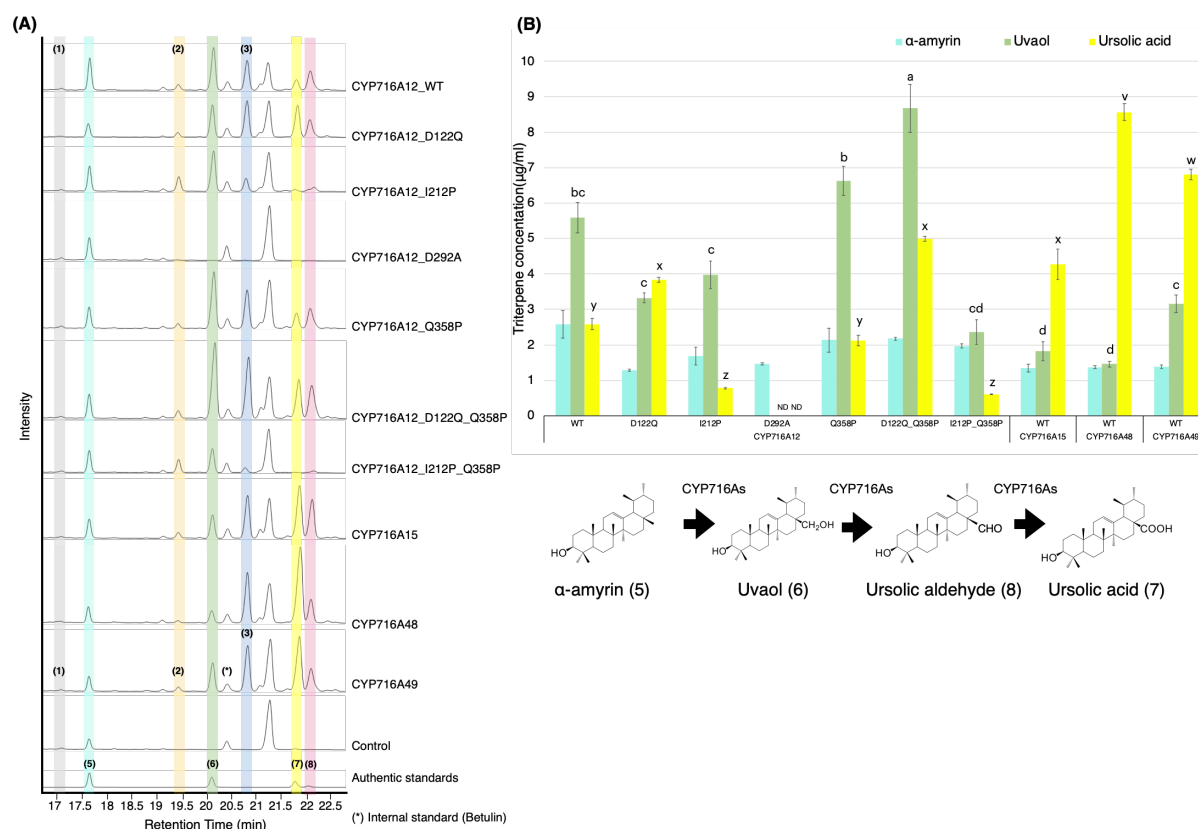 (A)
(1)
(2)
(3)
CYP716A12_WT
CYP716A12_D122Q
CYP716A12_I212P
CYP716A12_D292A
CYP716A12_Q358P
CYP716A12_D122Q_Q358P
CYP716A12_I212P_Q358P
CYP716A15
CYP716A48
(3)
(1)
(2)
(*)
CYP716A49
Control
(5)
(6)
(7)
(8)
Authentic standards
Intensity
17 17.5 18 18.5 19 19.5 20 20.5 21 21.5 22 22.5
Retention Time (min)
(*) Internal standard (Betulin)
(B)
α-amyrin
Uvaol
Ursolic acid
Triterpene concentration(μg/ml)
10
9
8
7
6
5
4
3
2
1
0
bc
y
c
x
c
z
ND ND
b
y
a
x
cd
z
d
x
d
v
c
w
WT D122Q I212P D292A Q358P D122Q_Q358P I212P_Q358P WT WT WT
CYP716A12 CYP716A15 CYP716A48 CYP716A49
CYP716As CYP716As CYP716As
HO
HO
CH2OH
HO
CHO
HO
COOH
α-amyrin (5) Uvaol (6) Ursolic aldehyde (8) Ursolic acid (7)